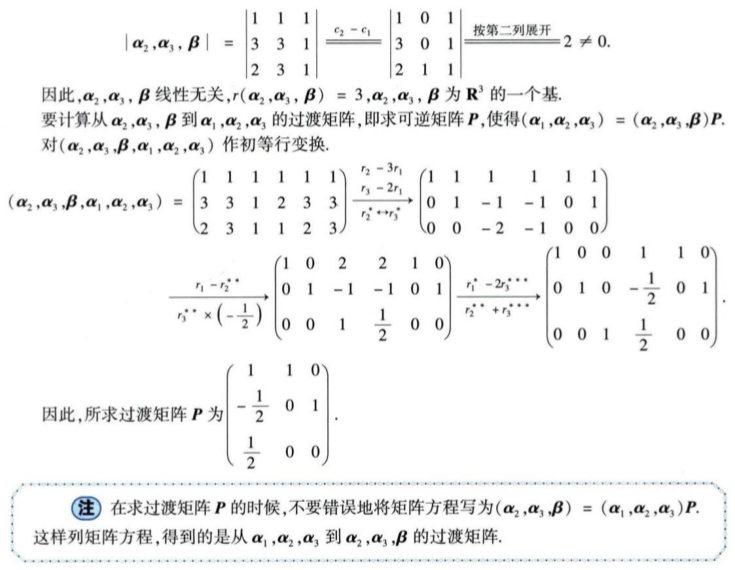 |α₂,α₃,β| = |1 1 1; 3 3 1; 2 3 1| c₂ − c₁ |1 0 1; 3 0 1; 2 1 1| 按第二列展开 2 ≠ 0.
因此,α₂,α₃,β 线性无关,r(α₂,α₃,β) = 3,α₂,α₃,β 为 R³ 的一个基.
要计算从 α₂,α₃,β 到 α₁,α₂,α₃ 的过渡矩阵,即求可逆矩阵 P,使得(α₁,α₂,α₃) = (α₂,α₃,β)P.
对(α₂,α₃,β,α₁,α₂,α₃) 作初等行变换.
(α₂,α₃,β,α₁,α₂,α₃) = (1 1 1 1 1 1; 3 3 1 2 3 3; 2 3 1 1 2 3) r₂ − 3r₁ r₃ − 2r₁ r₂* ↔ r₃* (1 1 1 1 1 1; 0 1 −1 −1 0 1; 0 0 −2 −1 0 0)
r₁ − r₂** r₃** × (−1/2) (1 0 2 2 1 0; 0 1 −1 −1 0 1; 0 0 1 1/2 0 0) r₁* − 2r₃*** r₂** + r₃*** (1 0 0 1 1 0; 0 1 0 −1/2 0 1; 0 0 1 1/2 0 0).
因此,所求过渡矩阵 P 为 (1 1 0; −1/2 0 1; 1/2 0 0).
注 在求过渡矩阵 P 的时候,不要错误地将矩阵方程写为(α₂,α₃,β) = (α₁,α₂,α₃)P.
这样列矩阵方程,得到的是从 α₁,α₂,α₃ 到 α₂,α₃,β 的过渡矩阵.